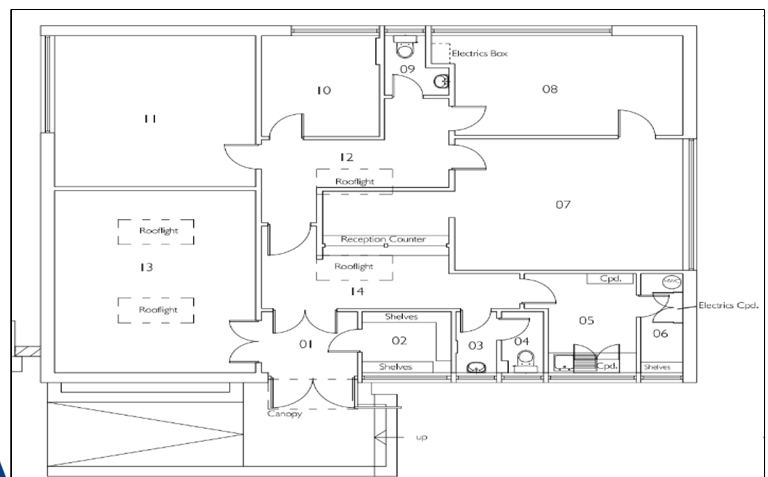 Electrics Box
09
10
08
11
12
Rooflight
07
Rooflight
Reception Counter
13
Rooflight
Cpd.
14
Rooflight
Electrics Cpd.
Shelves
05
01
02
03
04
06
Shelves
Cpd.
Shelves
Canopy
up